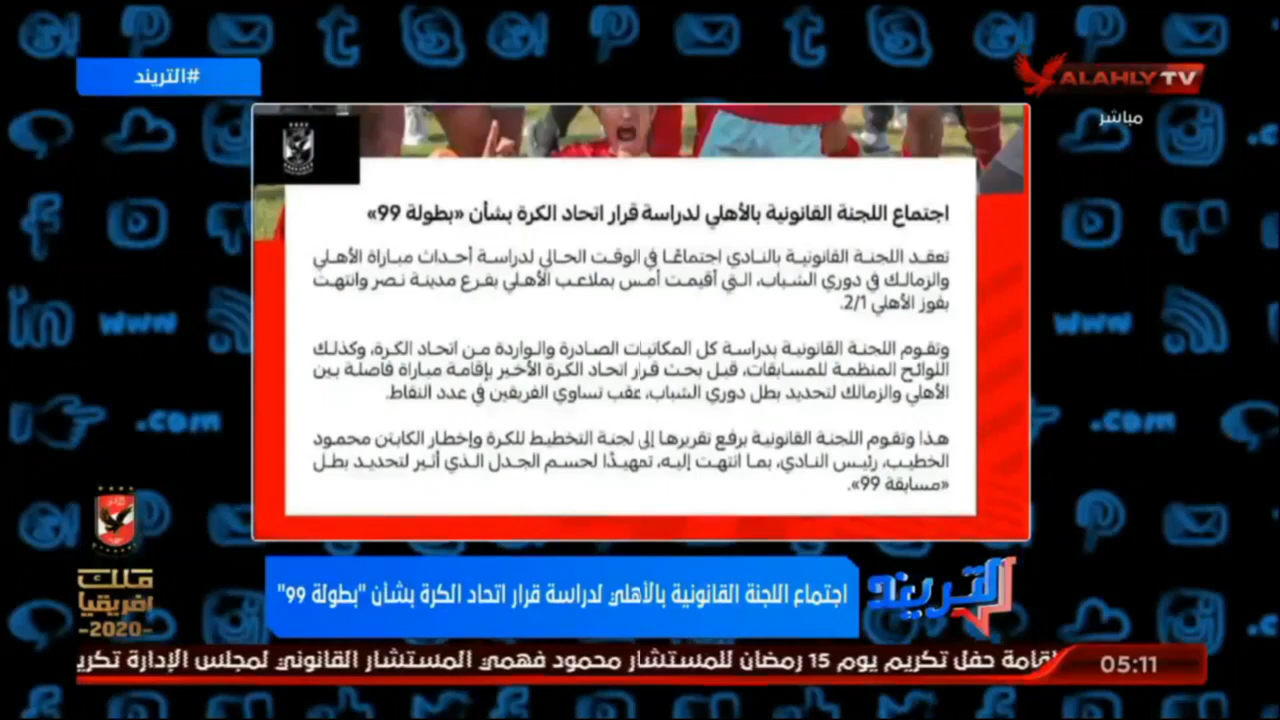 #التريند
ALAHLY TV
مباشر
اجتماع اللجنة القانونية بالأهلي لدراسة قرار اتحاد الكرة بشأن «بطولة 99»
تعقد اللجنة القانونية بالنادي اجتماعًا في الوقت الحالي لدراسة أحداث مباراة الأهلي
والزمالك في دوري الشباب، التي أقيمت أمس بملاعب الأهلي بفرع مدينة نصر وانتهت
بفوز الأهلي 2/1.
وتقوم اللجنة القانونية بدراسة كل المكاتبات الصادرة والواردة من اتحاد الكرة، وكذلك
اللوائح المنظمة للمسابقات، قبل بحث قرار اتحاد الكرة الأخير بإقامة مباراة فاصلة بين
الأهلي والزمالك لتحديد بطل دوري الشباب، عقب تساوي الفريقين في عدد النقاط.
هذا وتقوم اللجنة القانونية برفع تقريرها إلى لجنة التخطيط للكرة وإخطار الكابتن محمود
الخطيب، رئيس النادي، بما انتهت إليه، تمهيدًا لحسم الجدل الذي أثير لتحديد بطل
«مسابقة 99».
التريند
اجتماع اللجنة القانونية بالأهلي لدراسة قرار اتحاد الكرة بشأن "بطولة 99"
ملك
افريقيا
-2020-
05:11
إقامة حفل تكريم يوم 15 رمضان للمستشار محمود فهمي المستشار القانوني لمجلس الإدارة تكري
www
.com
www
.com